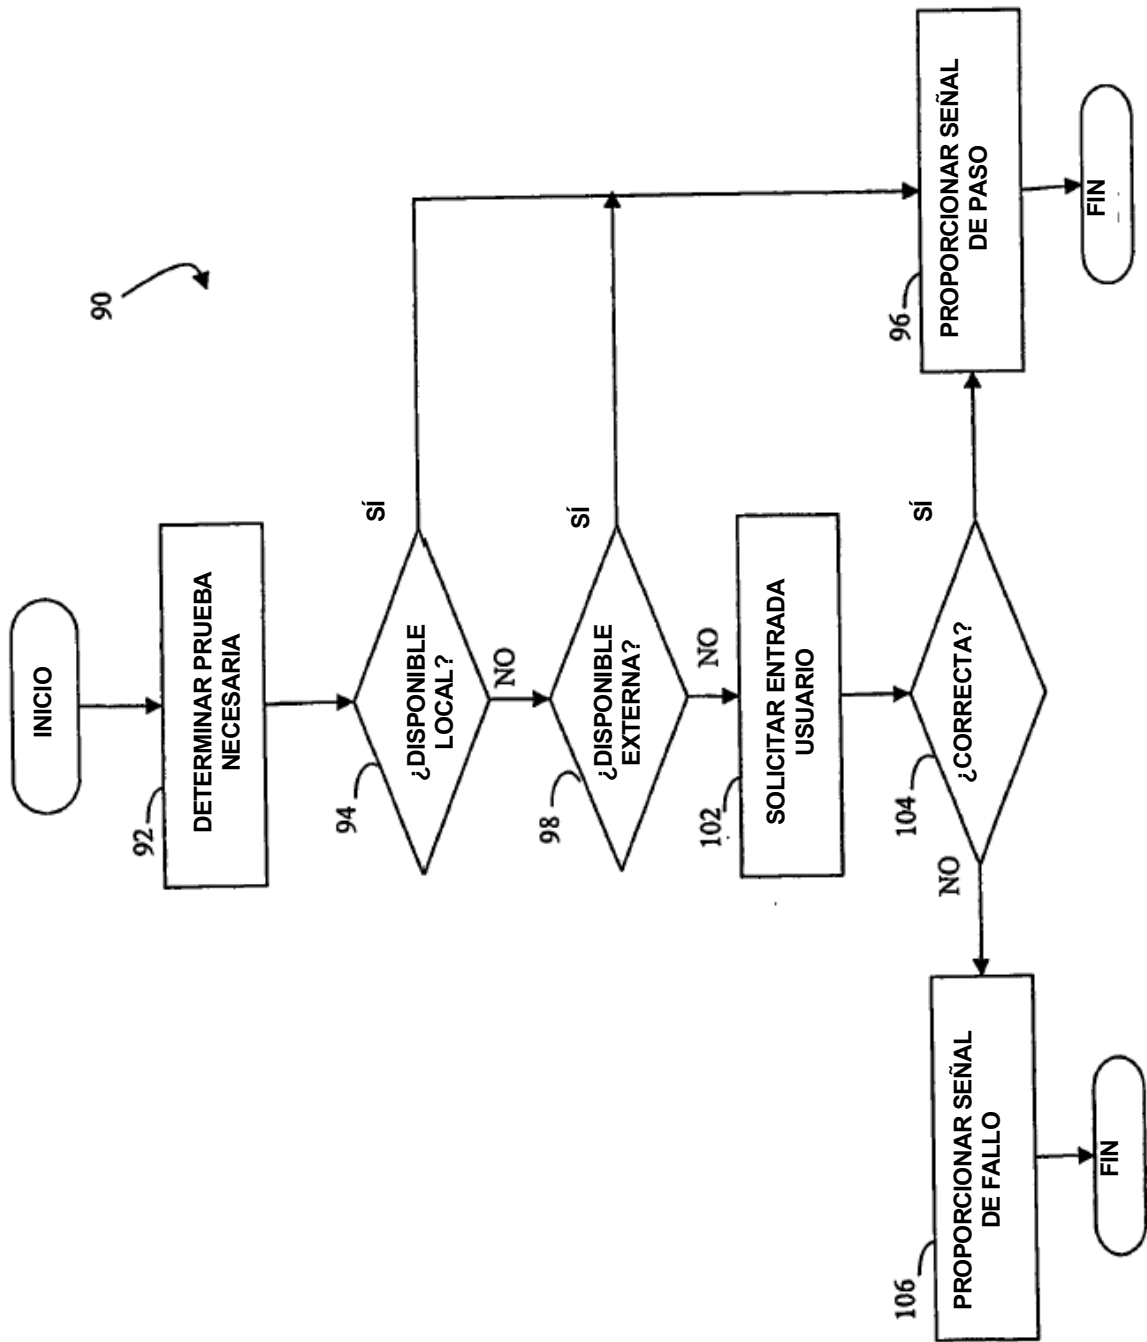 90
INICIO
92
DETERMINAR PRUEBA
NECESARIA
94
¿DISPONIBLE
LOCAL?
SÍ
NO
98
¿DISPONIBLE
EXTERNA?
SÍ
NO
102
SOLICITAR ENTRADA
USUARIO
104
¿CORRECTA?
SÍ
NO
96
PROPORCIONAR SEÑAL
DE PASO
FIN
106
PROPORCIONAR SEÑAL
DE FALLO
FIN